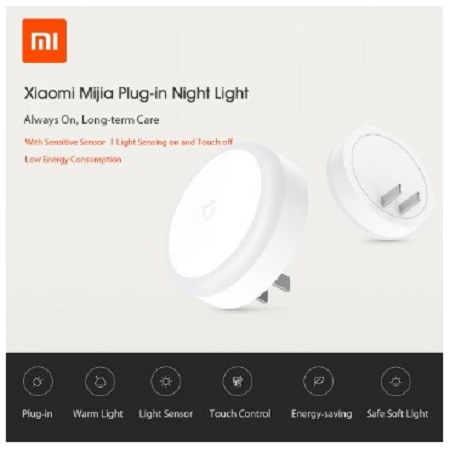 mi
Xiaomi Mijia Plug-in Night Light
Always On, Long-term Care
With Sensitive Sensor | Light Sensing on and Touch off
Low Energy Consumption
Plug-in Warm Light Light Sensor Touch Control Energy-saving Safe Soft Light